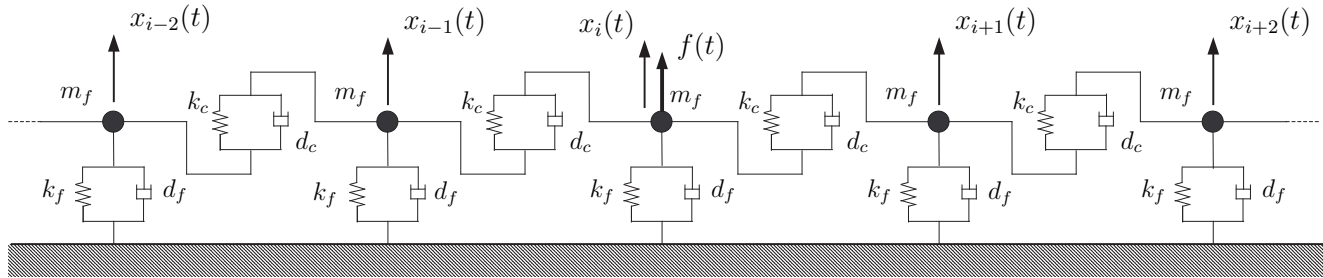 x_{i-2}(t) x_{i-1}(t) x_i(t) f(t) x_{i+1}(t) x_{i+2}(t)
m_f m_f m_f m_f m_f
k_c k_c k_c k_c
d_c d_c d_c d_c
k_f d_f k_f d_f k_f d_f k_f d_f k_f d_f